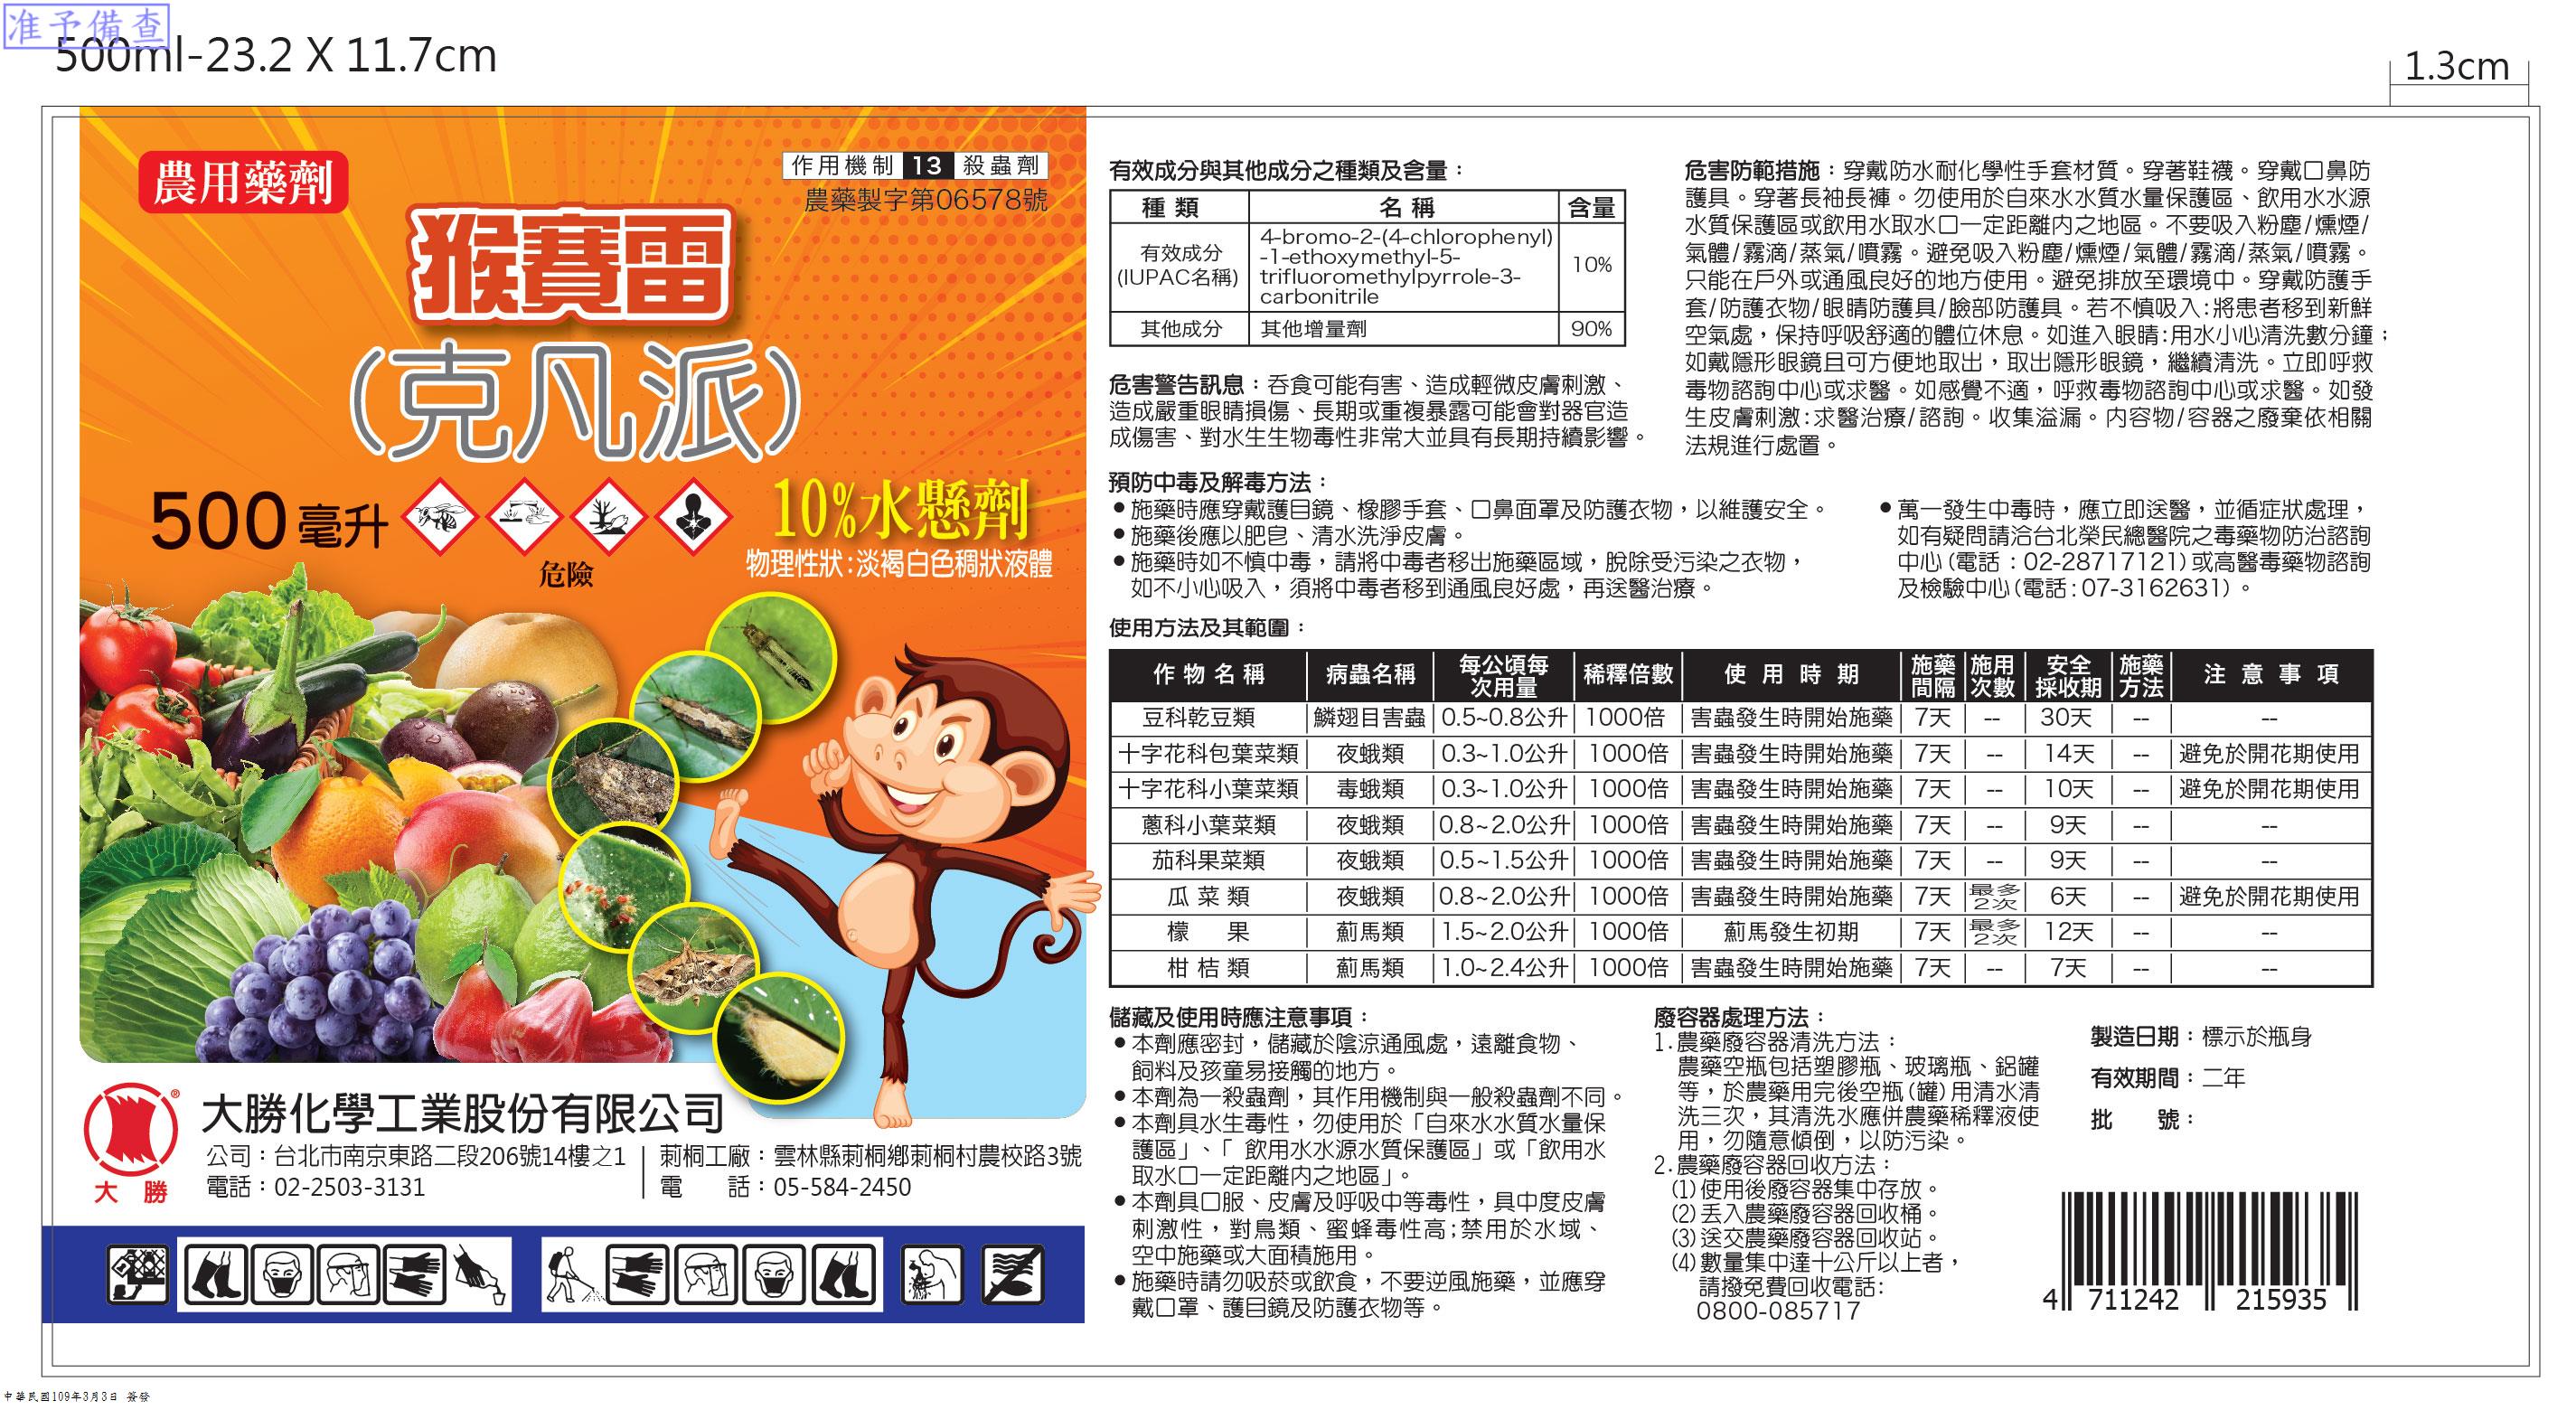 准予備查
500ml-23.2 X 11.7cm
1.3cm
農用藥劑
作用機制 13 殺蟲劑
農藥製字第06578號
猴賽雷
(克凡派)
500毫升
10%水懸劑
危險
物理性狀:淡褐白色稠狀液體
大勝化學工業股份有限公司
公司：台北市南京東路二段206號14樓之1
電話：02-2503-3131
莿桐工廠：雲林縣莿桐鄉莿桐村農校路3號
電　　話：05-584-2450
大 勝
®
有效成分與其他成分之種類及含量：
種 類 名 稱 含量
有效成分
(IUPAC名稱)
4-bromo-2-(4-chlorophenyl)
-1-ethoxymethyl-5-
trifluoromethylpyrrole-3-
carbonitrile
10%
其他成分 其他增量劑 90%
危害警告訊息：吞食可能有害、造成輕微皮膚刺激、
造成嚴重眼睛損傷、長期或重複暴露可能會對器官造
成傷害、對水生生物毒性非常大並具有長期持續影響。
危害防範措施：穿戴防水耐化學性手套材質。穿著鞋襪。穿戴口鼻防
護具。穿著長袖長褲。勿使用於自來水水質水量保護區、飲用水水源
水質保護區或飲用水取水口一定距離內之地區。不要吸入粉塵/燻煙/
氣體/霧滴/蒸氣/噴霧。避免吸入粉塵/燻煙/氣體/霧滴/蒸氣/噴霧。
只能在戶外或通風良好的地方使用。避免排放至環境中。穿戴防護手
套/防護衣物/眼睛防護具/臉部防護具。若不慎吸入:將患者移到新鮮
空氣處，保持呼吸舒適的體位休息。如進入眼睛:用水小心清洗數分鐘；
如戴隱形眼鏡且可方便地取出，取出隱形眼鏡，繼續清洗。立即呼救
毒物諮詢中心或求醫。如感覺不適，呼救毒物諮詢中心或求醫。如發
生皮膚刺激:求醫治療/諮詢。收集溢漏。內容物/容器之廢棄依相關
法規進行處置。
預防中毒及解毒方法：
● 施藥時應穿戴護目鏡、橡膠手套、口鼻面罩及防護衣物，以維護安全。
● 施藥後應以肥皂、清水洗淨皮膚。
● 施藥時如不慎中毒，請將中毒者移出施藥區域，脫除受污染之衣物，
如不小心吸入，須將中毒者移到通風良好處，再送醫治療。
● 萬一發生中毒時，應立即送醫，並循症狀處理，
如有疑問請洽台北榮民總醫院之毒藥物防治諮詢
中心(電話：02-28717121)或高醫毒藥物諮詢
及檢驗中心(電話:07-3162631)。
使用方法及其範圍：
作 物 名 稱 病蟲名稱 每公頃每次用量 稀釋倍數 使 用 時 期 施藥間隔 施用次數 安全採收期 施藥方法 注 意 事 項
豆科乾豆類 鱗翅目害蟲 0.5~0.8公升 1000倍 害蟲發生時開始施藥 7天 -- 30天 -- --
十字花科包葉菜類 夜蛾類 0.3~1.0公升 1000倍 害蟲發生時開始施藥 7天 -- 14天 -- 避免於開花期使用
十字花科小葉菜類 毒蛾類 0.3~1.0公升 1000倍 害蟲發生時開始施藥 7天 -- 10天 -- 避免於開花期使用
蔥科小葉菜類 夜蛾類 0.8~2.0公升 1000倍 害蟲發生時開始施藥 7天 -- 9天 -- --
茄科果菜類 夜蛾類 0.5~1.5公升 1000倍 害蟲發生時開始施藥 7天 -- 9天 -- --
瓜 菜 類 夜蛾類 0.8~2.0公升 1000倍 害蟲發生時開始施藥 7天 最多2次 6天 -- 避免於開花期使用
檬　果 薊馬類 1.5~2.0公升 1000倍 薊馬發生初期 7天 最多2次 12天 -- --
柑 桔 類 薊馬類 1.0~2.4公升 1000倍 害蟲發生時開始施藥 7天 -- 7天 -- --
儲藏及使用時應注意事項：
● 本劑應密封，儲藏於陰涼通風處，遠離食物、
飼料及孩童易接觸的地方。
● 本劑為一殺蟲劑，其作用機制與一般殺蟲劑不同。
● 本劑具水生毒性，勿使用於「自來水水質水量保
護區」、「飲用水水源水質保護區」或「飲用水
取水口一定距離內之地區」。
● 本劑具口服、皮膚及呼吸中等毒性，具中度皮膚
刺激性，對鳥類、蜜蜂毒性高;禁用於水域、
空中施藥或大面積施用。
● 施藥時請勿吸菸或飲食，不要逆風施藥，並應穿
戴口罩、護目鏡及防護衣物等。
廢容器處理方法：
1.農藥廢容器清洗方法：
農藥空瓶包括塑膠瓶、玻璃瓶、鋁罐
等，於農藥用完後空瓶(罐)用清水清
洗三次，其清洗水應併農藥稀釋液使
用，勿隨意傾倒，以防污染。
2.農藥廢容器回收方法：
(1)使用後廢容器集中存放。
(2)丟入農藥廢容器回收桶。
(3)送交農藥廢容器回收站。
(4)數量集中達十公斤以上者，
請撥免費回收電話:
0800-085717
製造日期：標示於瓶身
有效期間：二年
批　　號：
4 711242 215935
中華民國109年3月3日 簽發